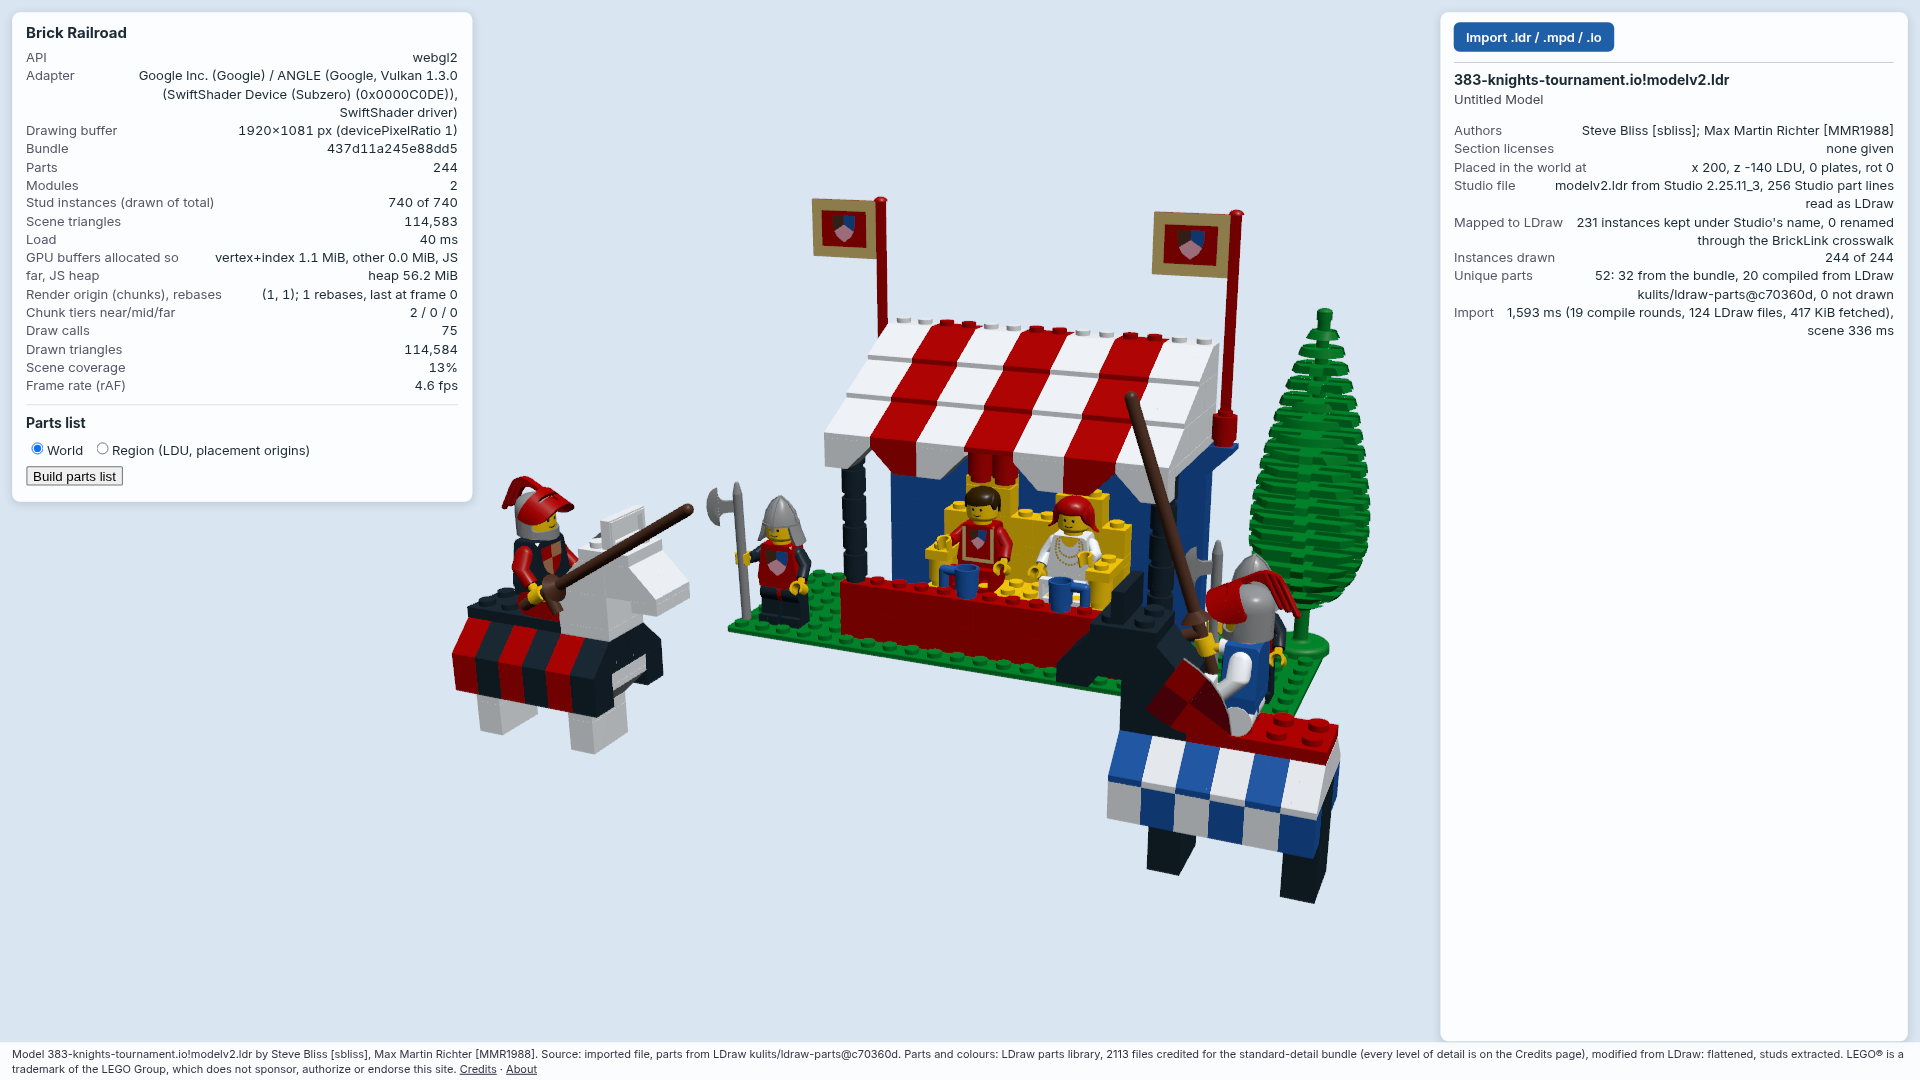 Brick Railroad
API webgl2
Adapter Google Inc. (Google) / ANGLE (Google, Vulkan 1.3.0
(SwiftShader Device (Subzero) (0x0000C0DE)),
SwiftShader driver)
Drawing buffer 1920×1081 px (devicePixelRatio 1)
Bundle 437d11a245e88dd5
Parts 244
Modules 2
Stud instances (drawn of total) 740 of 740
Scene triangles 114,583
Load 40 ms
GPU buffers allocated so vertex+index 1.1 MiB, other 0.0 MiB, JS
far, JS heap heap 56.2 MiB
Render origin (chunks), rebases (1, 1); 1 rebases, last at frame 0
Chunk tiers near/mid/far 2 / 0 / 0
Draw calls 75
Drawn triangles 114,584
Scene coverage 13%
Frame rate (rAF) 4.6 fps
Parts list
World Region (LDU, placement origins)
Build parts list
Import .ldr / .mpd / .io
383-knights-tournament.io!modelv2.ldr
Untitled Model
Authors Steve Bliss [sbliss]; Max Martin Richter [MMR1988]
Section licenses none given
Placed in the world at x 200, z -140 LDU, 0 plates, rot 0
Studio file modelv2.ldr from Studio 2.25.11_3, 256 Studio part lines
read as LDraw
Mapped to LDraw 231 instances kept under Studio's name, 0 renamed
through the BrickLink crosswalk
Instances drawn 244 of 244
Unique parts 52: 32 from the bundle, 20 compiled from LDraw
kulits/ldraw-parts@c70360d, 0 not drawn
Import 1,593 ms (19 compile rounds, 124 LDraw files, 417 KiB fetched),
scene 336 ms
Model 383-knights-tournament.io!modelv2.ldr by Steve Bliss [sbliss], Max Martin Richter [MMR1988]. Source: imported file, parts from LDraw kulits/ldraw-parts@c70360d. Parts and colours: LDraw parts library, 2113 files credited for the standard-detail bundle (every level of detail is on the Credits page), modified from LDraw: flattened, studs extracted. LEGO® is a
trademark of the LEGO Group, which does not sponsor, authorize or endorse this site. Credits · About